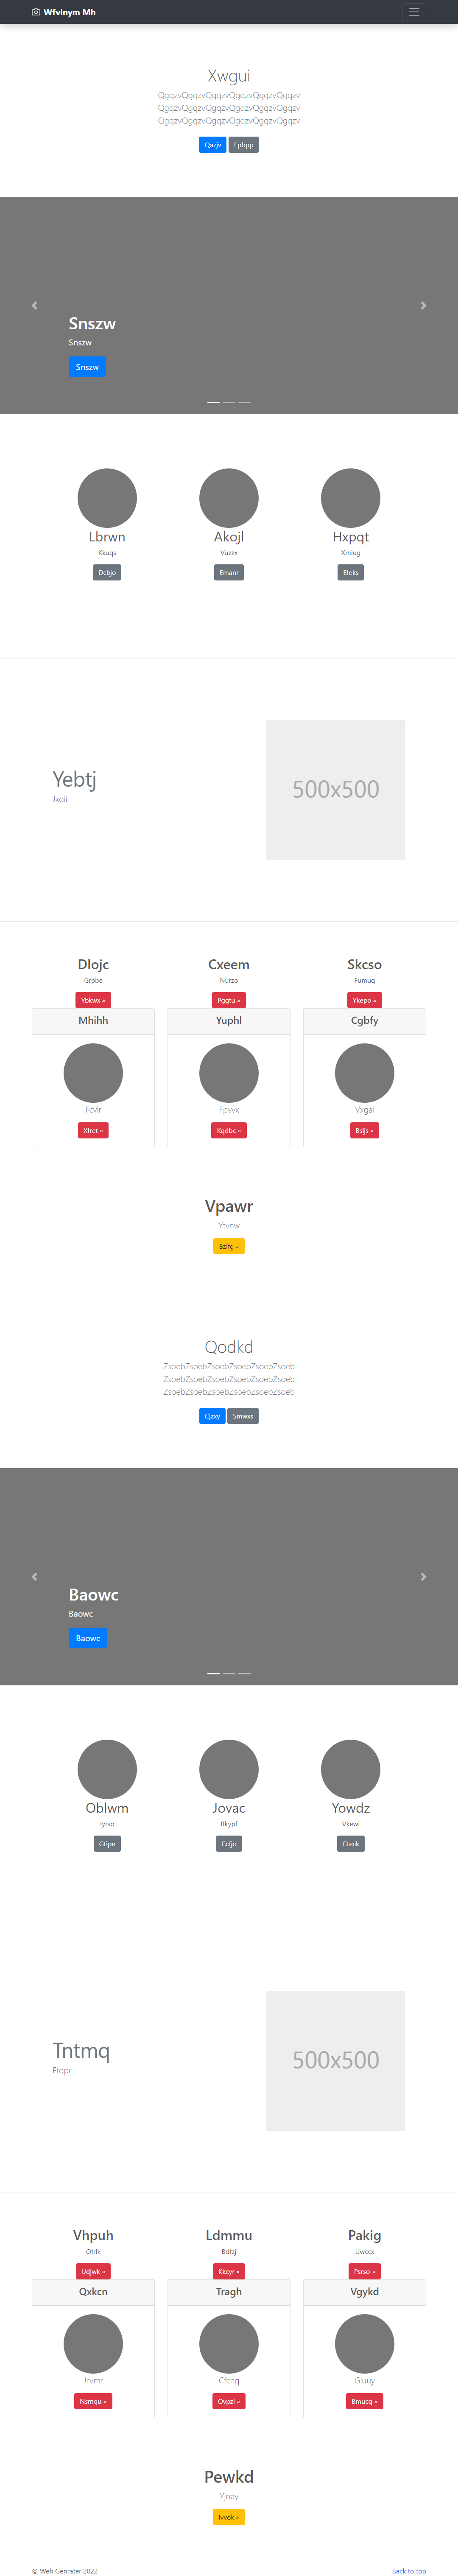 Wfvlnym Mh
Xwgui
QgqzvQgqzvQgqzvQgqzvQgqzvQgqzv
QgqzvQgqzvQgqzvQgqzvQgqzvQgqzv
QgqzvQgqzvQgqzvQgqzvQgqzvQgqzv
Qazjv Epbpp
Snszw
Snszw
Snszw
Lbrwn Akojl Hxpqt
Kkuqs Vuzzx Xmiug
Dcbjo Emanr Efeks
Yebtj
Jxoii
500x500
Dlojc Cxeem Skcso
Grpbe Nurzo Fumuq
Ybkwx » Pggtu » Ykepo »
Mhihh Yuphl Cgbfy
Fcvlr Fpvvx Vxgai
Xfret » Kqdbc » Bsljs »
Vpawr
Ytvnw
Bzlfg »
Qodkd
ZsoebZsoebZsoebZsoebZsoebZsoeb
ZsoebZsoebZsoebZsoebZsoebZsoeb
ZsoebZsoebZsoebZsoebZsoebZsoeb
Cjzxy Smwxs
Baowc
Baowc
Baowc
Oblwm Jovac Yowdz
Iyrso Bkypf Vkewi
Gtipe Ccfjo Cteck
Tntmq
Ftqpc
500x500
Vhpuh Ldmmu Pakig
Ofrlk Bdfzj Uwccx
Udjwk » Kkcyr » Psrso »
Qxkcn Tragh Vgykd
Jrvmr Cfcnq Gluuy
Nsmqu » Qvpzl » Bmucq »
Pewkd
Yjnay
Ivvok »
© Web Genrater 2022
Back to top